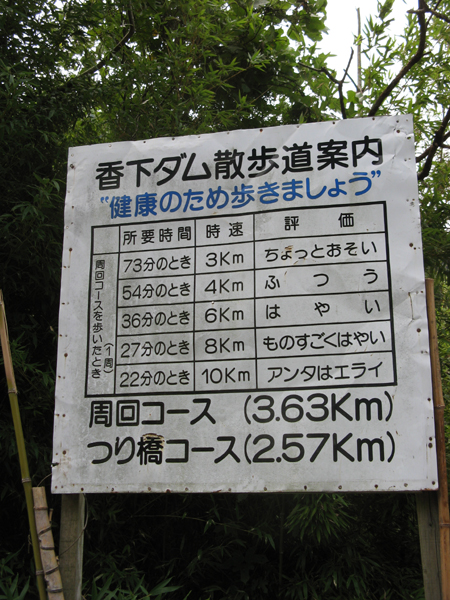 香下ダム散歩道案内
“健康のため歩きましょう”
周回コースを歩いたとき(1周)
所要時間 時速 評価
73分のとき 3Km ちょっとおそい
54分のとき 4Km ふつう
36分のとき 6Km はやい
27分のとき 8Km ものすごくはやい
22分のとき 10Km アンタはエライ
周回コース (3.63Km)
つり橋コース(2.57Km)